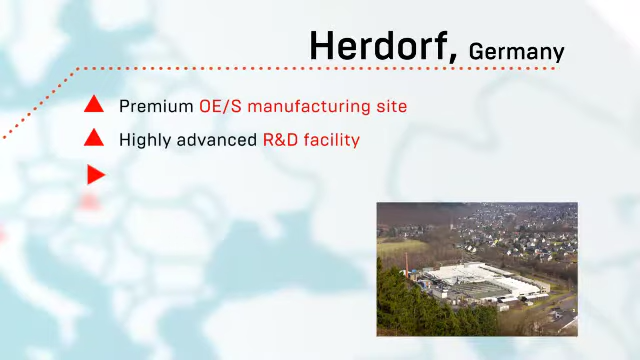 Herdorf, Germany
Premium OE/S manufacturing site
Highly advanced R&D facility